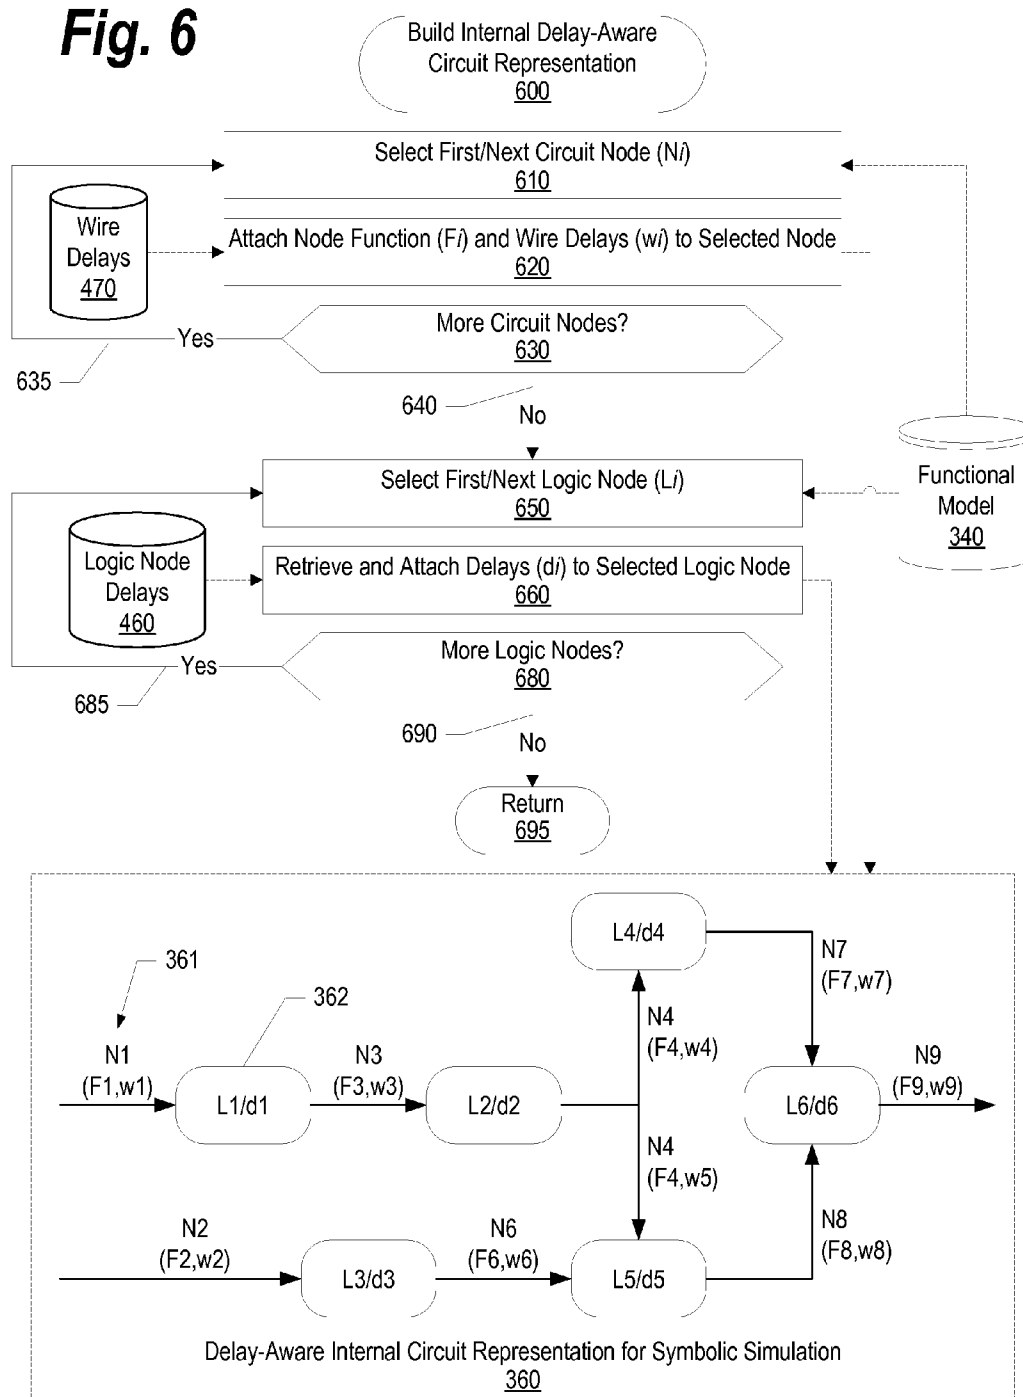 Fig. 6
Build Internal Delay-Aware
Circuit Representation
600
Select First/Next Circuit Node (Ni)
610
Wire
Delays
470
Attach Node Function (Fi) and Wire Delays (wi) to Selected Node
620
More Circuit Nodes?
630
Yes
635
640
No
Functional
Model
340
Select First/Next Logic Node (Li)
650
Logic Node
Delays
460
Retrieve and Attach Delays (di) to Selected Logic Node
660
More Logic Nodes?
680
Yes
685
690
No
Return
695
361
362
N1
(F1,w1)
L1/d1
N3
(F3,w3)
L2/d2
N4
(F4,w4)
L4/d4
N7
(F7,w7)
L6/d6
N9
(F9,w9)
N4
(F4,w5)
N2
(F2,w2)
L3/d3
N6
(F6,w6)
L5/d5
N8
(F8,w8)
Delay-Aware Internal Circuit Representation for Symbolic Simulation
360